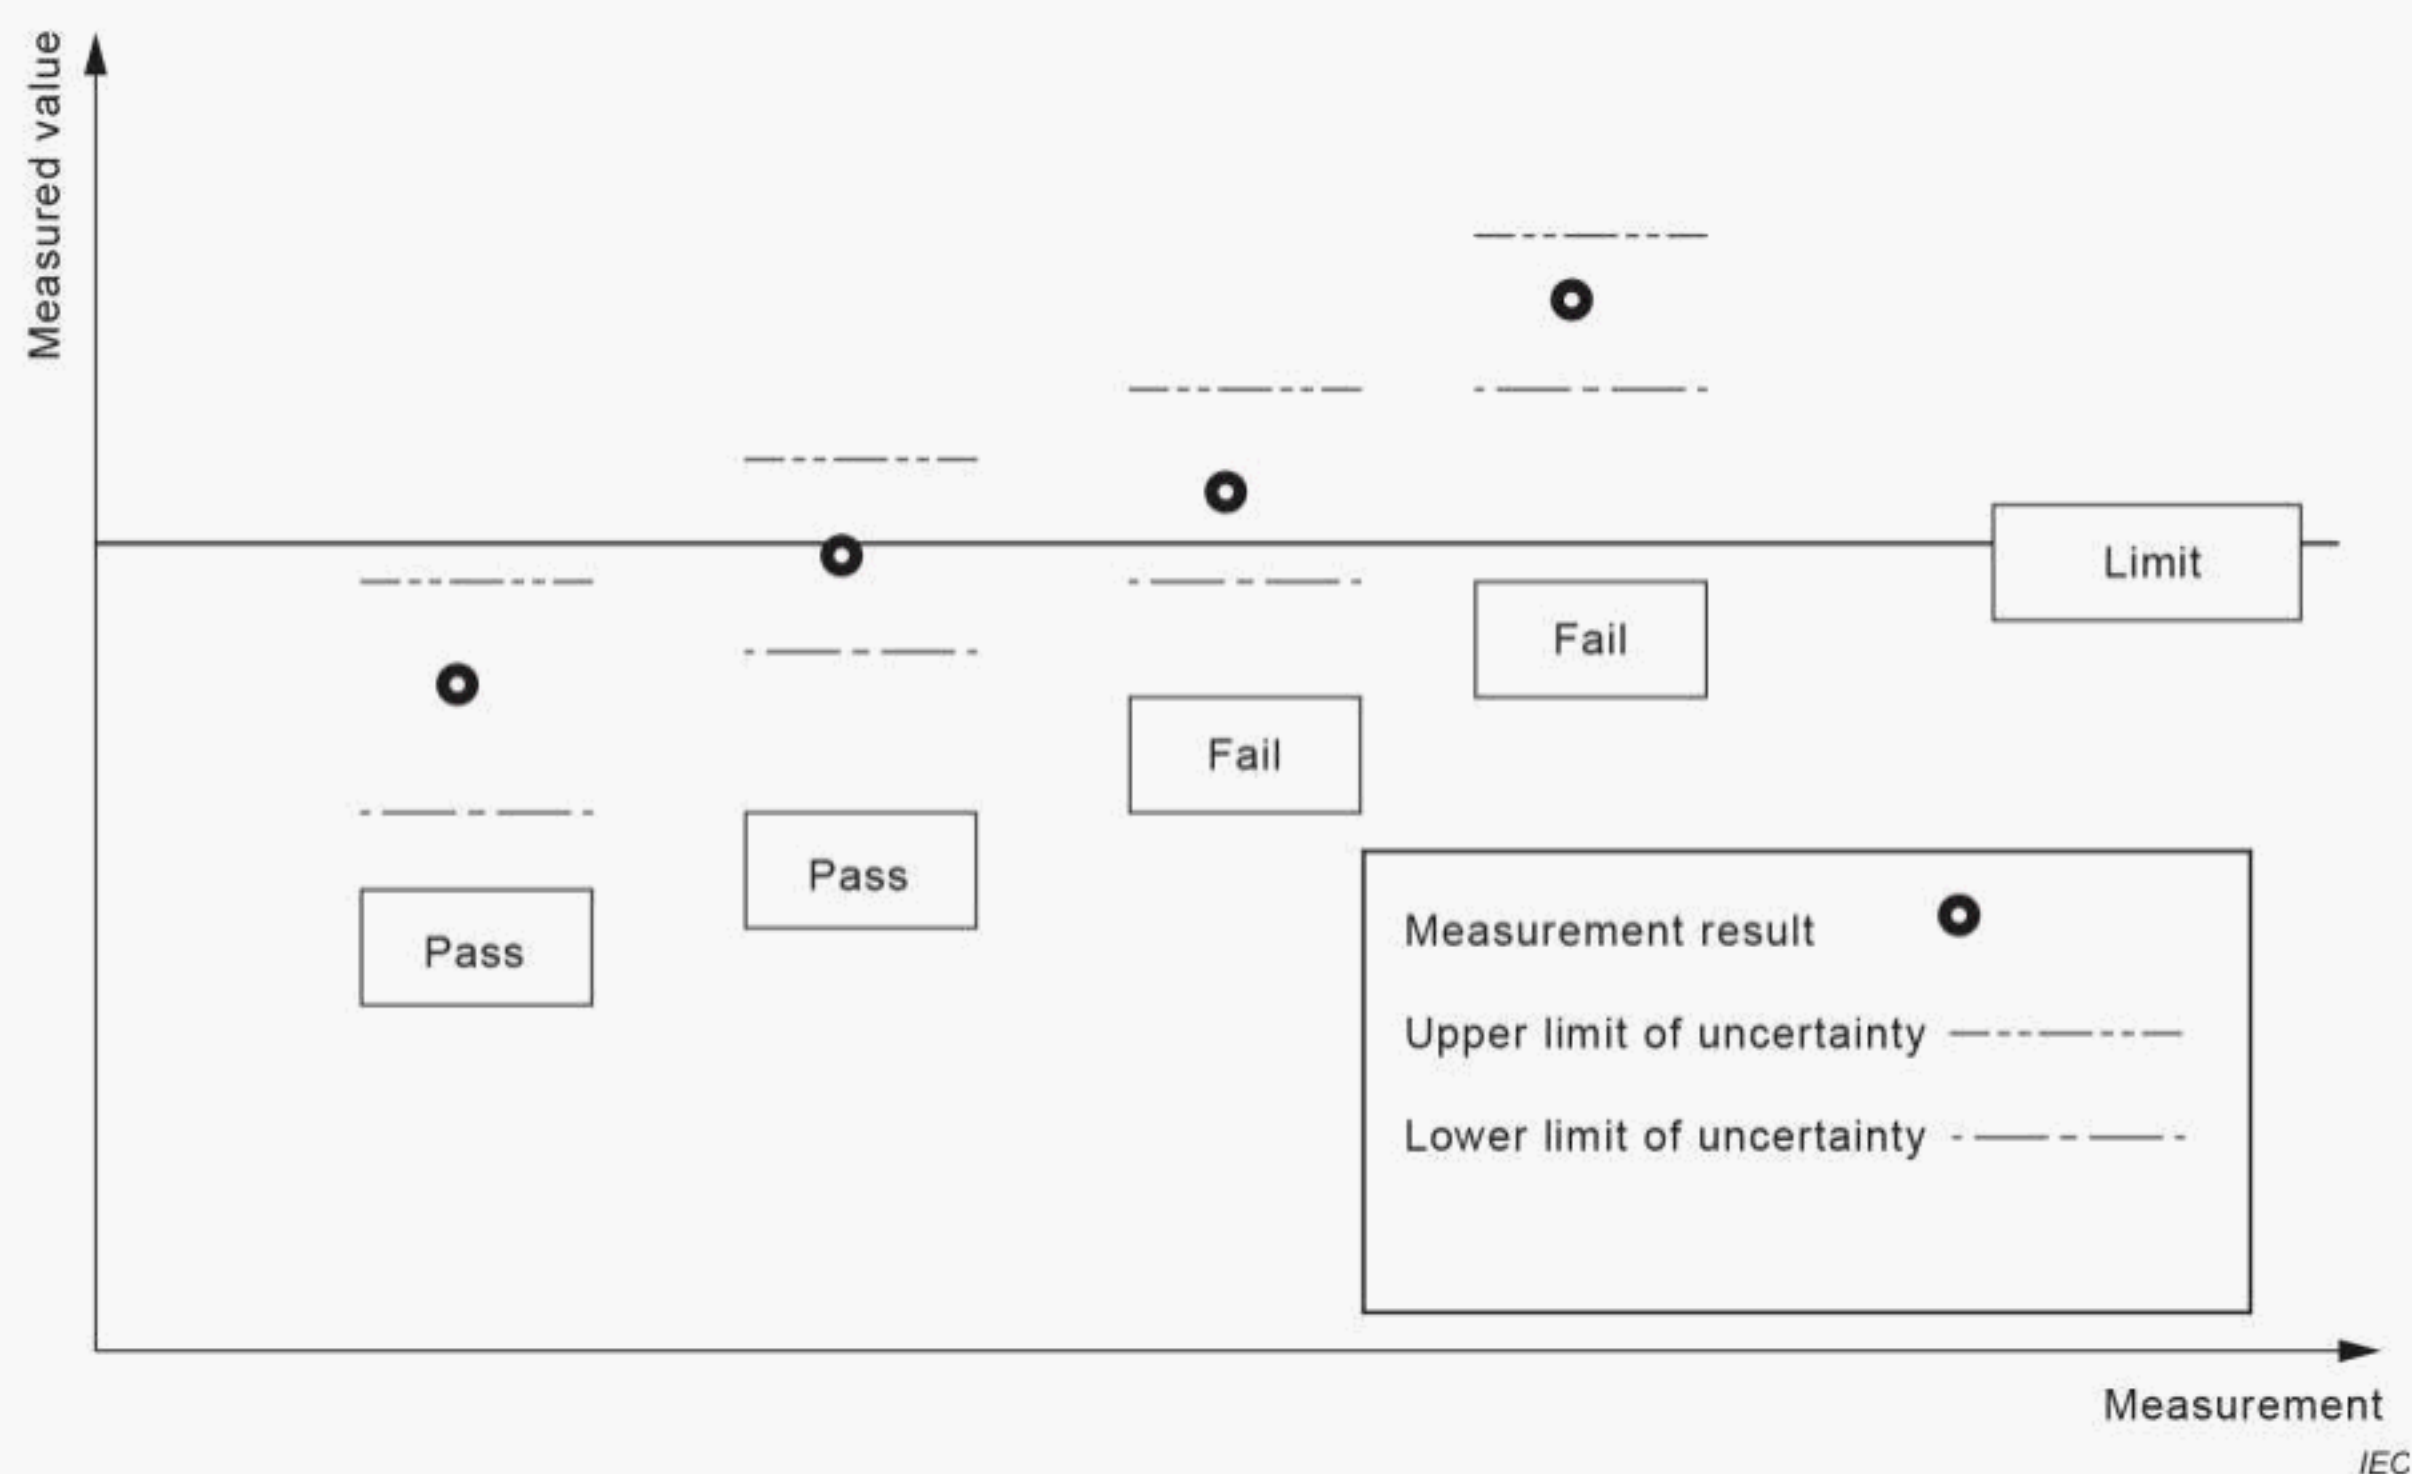 Measured value
Limit
Fail
Fail
Pass
Pass
Measurement result
Upper limit of uncertainty
Lower limit of uncertainty
Measurement
IEC